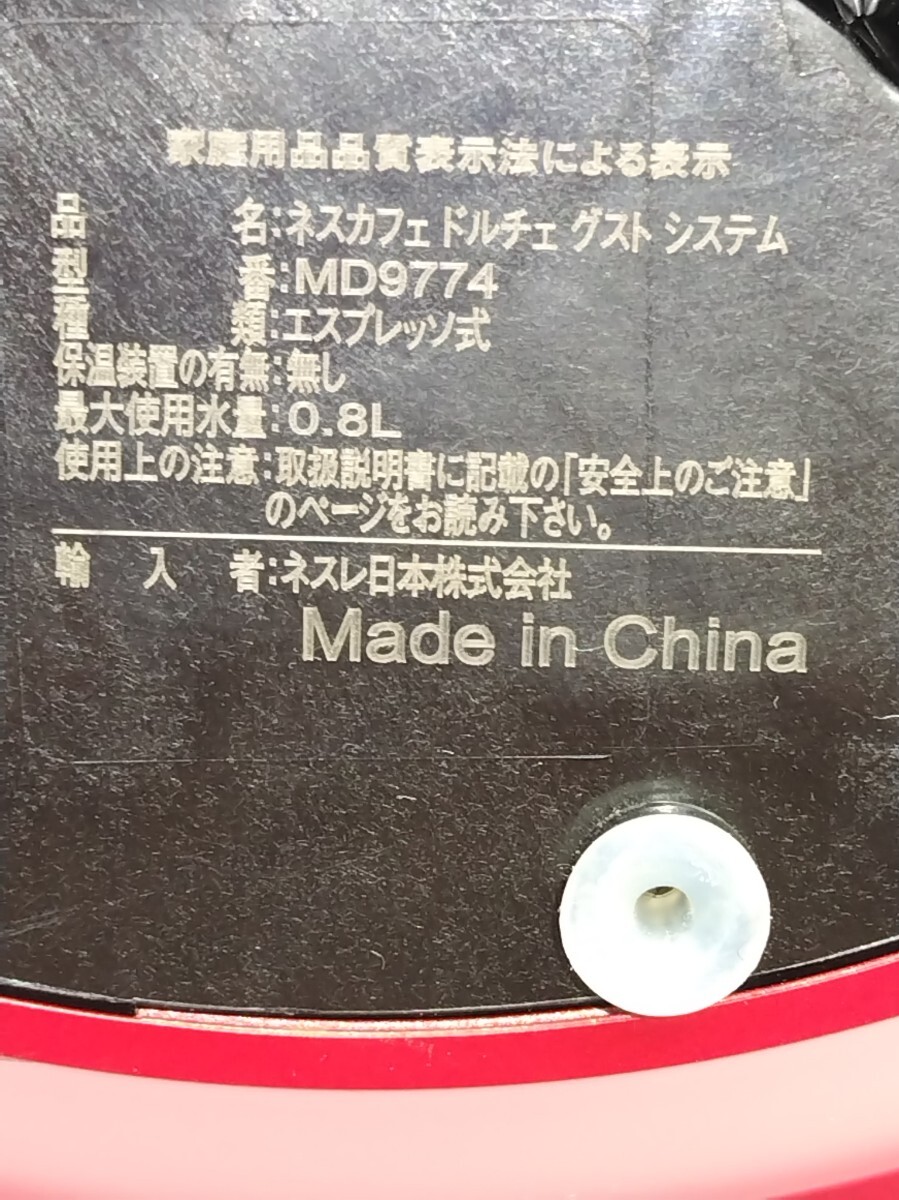 家庭用品品質表示法による表示
品名:ネスカフェ ドルチェ グスト システム
型番:MD9774
種類:エスプレッソ式
保温装置の有無:無し
最大使用水量:0.8L
使用上の注意:取扱説明書に記載の「安全上のご注意」
のページをお読み下さい。
輸入者:ネスレ日本株式会社
Made in China